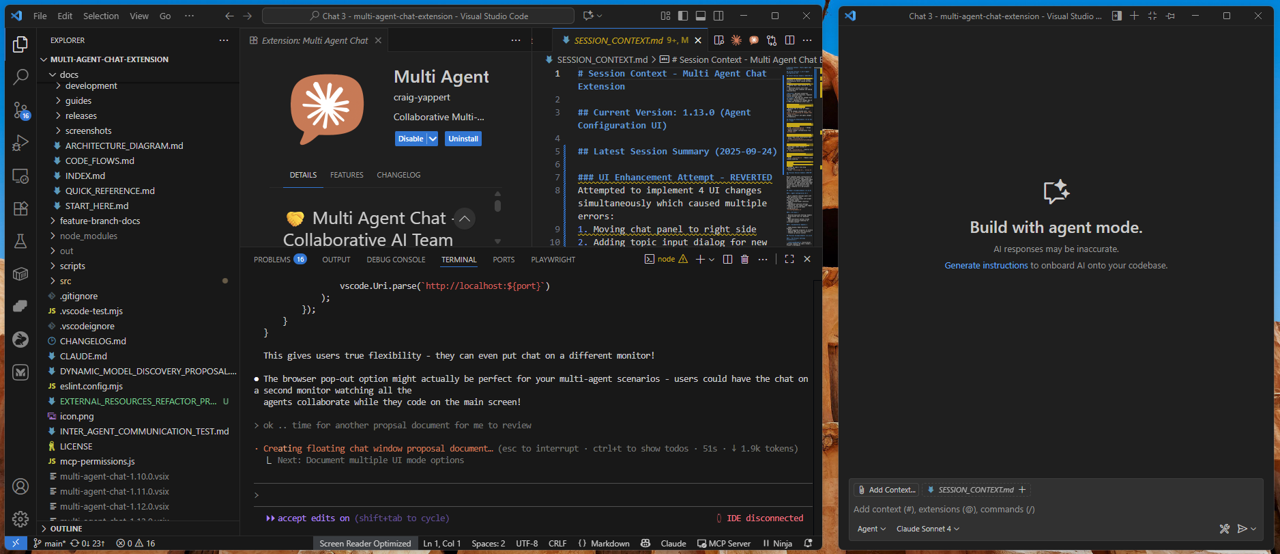 File Edit Selection View Go ···
Chat 3 - multi-agent-chat-extension - Visual Studio Code
EXPLORER
MULTI-AGENT-CHAT-EXTENSION
docs
development
guides
releases
screenshots
ARCHITECTURE_DIAGRAM.md
CODE_FLOWS.md
INDEX.md
QUICK_REFERENCE.md
START_HERE.md
feature-branch-docs
node_modules
out
scripts
src
.gitignore
JS .vscode-test.mjs
.vscodeignore
CHANGELOG.md
CLAUDE.md
DYNAMIC_MODEL_DISCOVERY_PROPOSAL...
JS eslint.config.mjs
EXTERNAL_RESOURCES_REFACTOR_PR... U
icon.png
INTER_AGENT_COMMUNICATION_TEST.md
LICENSE
JS mcp-permissions.js
multi-agent-chat-1.10.0.vsix
multi-agent-chat-1.11.0.vsix
multi-agent-chat-1.12.0.vsix
OUTLINE
16
Extension: Multi Agent Chat
Multi Agent
craig-yappert
Collaborative Multi-...
Disable Uninstall
DETAILS FEATURES CHANGELOG
Multi Agent Chat -
Collaborative AI Team
SESSION_CONTEXT.md 9+, M
SESSION_CONTEXT.md > # Session Context - Multi Agent Chat E
1 # Session Context - Multi Agent Chat
Extension
2
3 ## Current Version: 1.13.0 (Agent
Configuration UI)
4
5 ## Latest Session Summary (2025-09-24)
6
7 ### UI Enhancement Attempt - REVERTED
8 Attempted to implement 4 UI changes
simultaneously which caused multiple
errors:
9 1. Moving chat panel to right side
10 2. Adding topic input dialog for new
PROBLEMS 16 OUTPUT DEBUG CONSOLE TERMINAL PORTS PLAYWRIGHT
node
vscode.Uri.parse(`http://localhost:${port}`)
);
});
}
}
This gives users true flexibility - they can even put chat on a different monitor!
● The browser pop-out option might actually be perfect for your multi-agent scenarios - users could have the chat on
a second monitor watching all the
agents collaborate while they code on the main screen!
> ok .. time for another propsal document for me to review
· Creating floating chat window proposal document… (esc to interrupt · ctrl+t to show todos · 51s · ↓ 1.9k tokens)
Next: Document multiple UI mode options
>
accept edits on (shift+tab to cycle)
IDE disconnected
main* 0↓ 23↑ 0 16
Screen Reader Optimized Ln 1, Col 1 Spaces: 2 UTF-8 CRLF {} Markdown Claude MCP Server Ninja
Chat 3 - multi-agent-chat-extension - Visual Studio ...
Build with agent mode.
AI responses may be inaccurate.
Generate instructions to onboard AI onto your codebase.
Add Context... SESSION_CONTEXT.md +
Add context (#), extensions (@), commands (/)
Agent Claude Sonnet 4